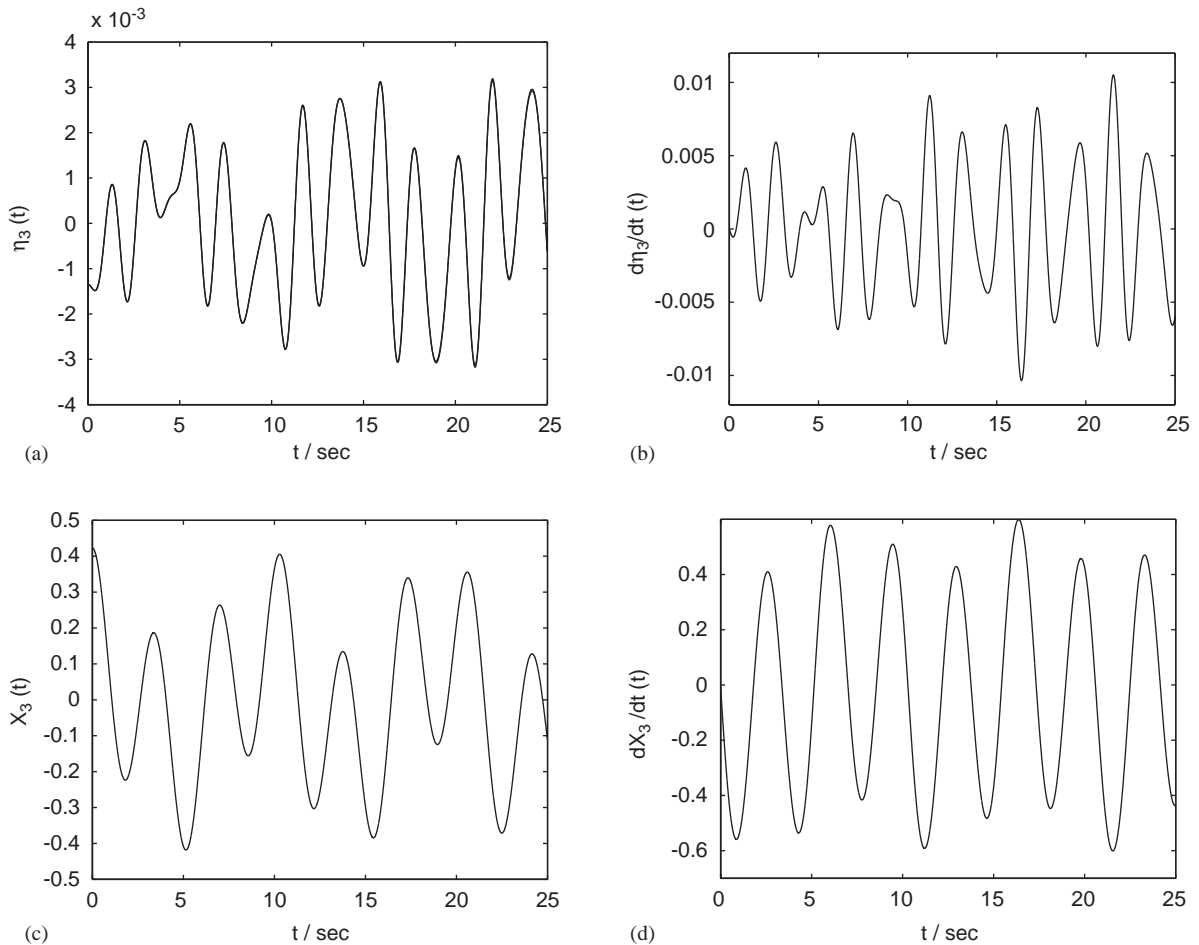 x 10⁻³
4
3
2
1
0
-1
-2
-3
-4
η₃ (t)
0 5 10 15 20 25
t / sec
(a)
0.01
0.005
0
-0.005
-0.01
dη₃/dt (t)
0 5 10 15 20 25
t / sec
(b)
0.5
0.4
0.3
0.2
0.1
0
-0.1
-0.2
-0.3
-0.4
-0.5
X₃ (t)
0 5 10 15 20 25
t / sec
(c)
0.4
0.2
0
-0.2
-0.4
-0.6
dX₃ /dt (t)
0 5 10 15 20 25
t / sec
(d)